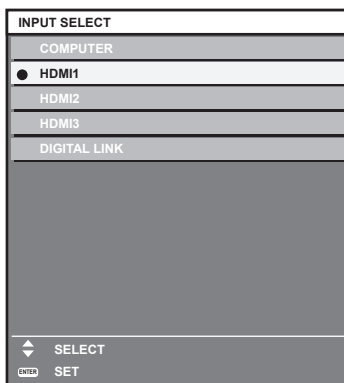 INPUT SELECT
COMPUTER
HDMI1
HDMI2
HDMI3
DIGITAL LINK
SELECT
ENTER SET